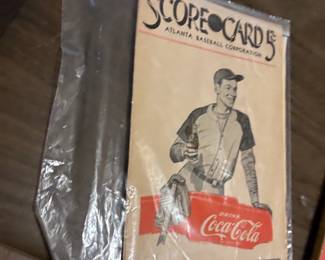 SCORE CARD 5¢
ATLANTA BASEBALL CORPORATION
DRINK
Coca-Cola